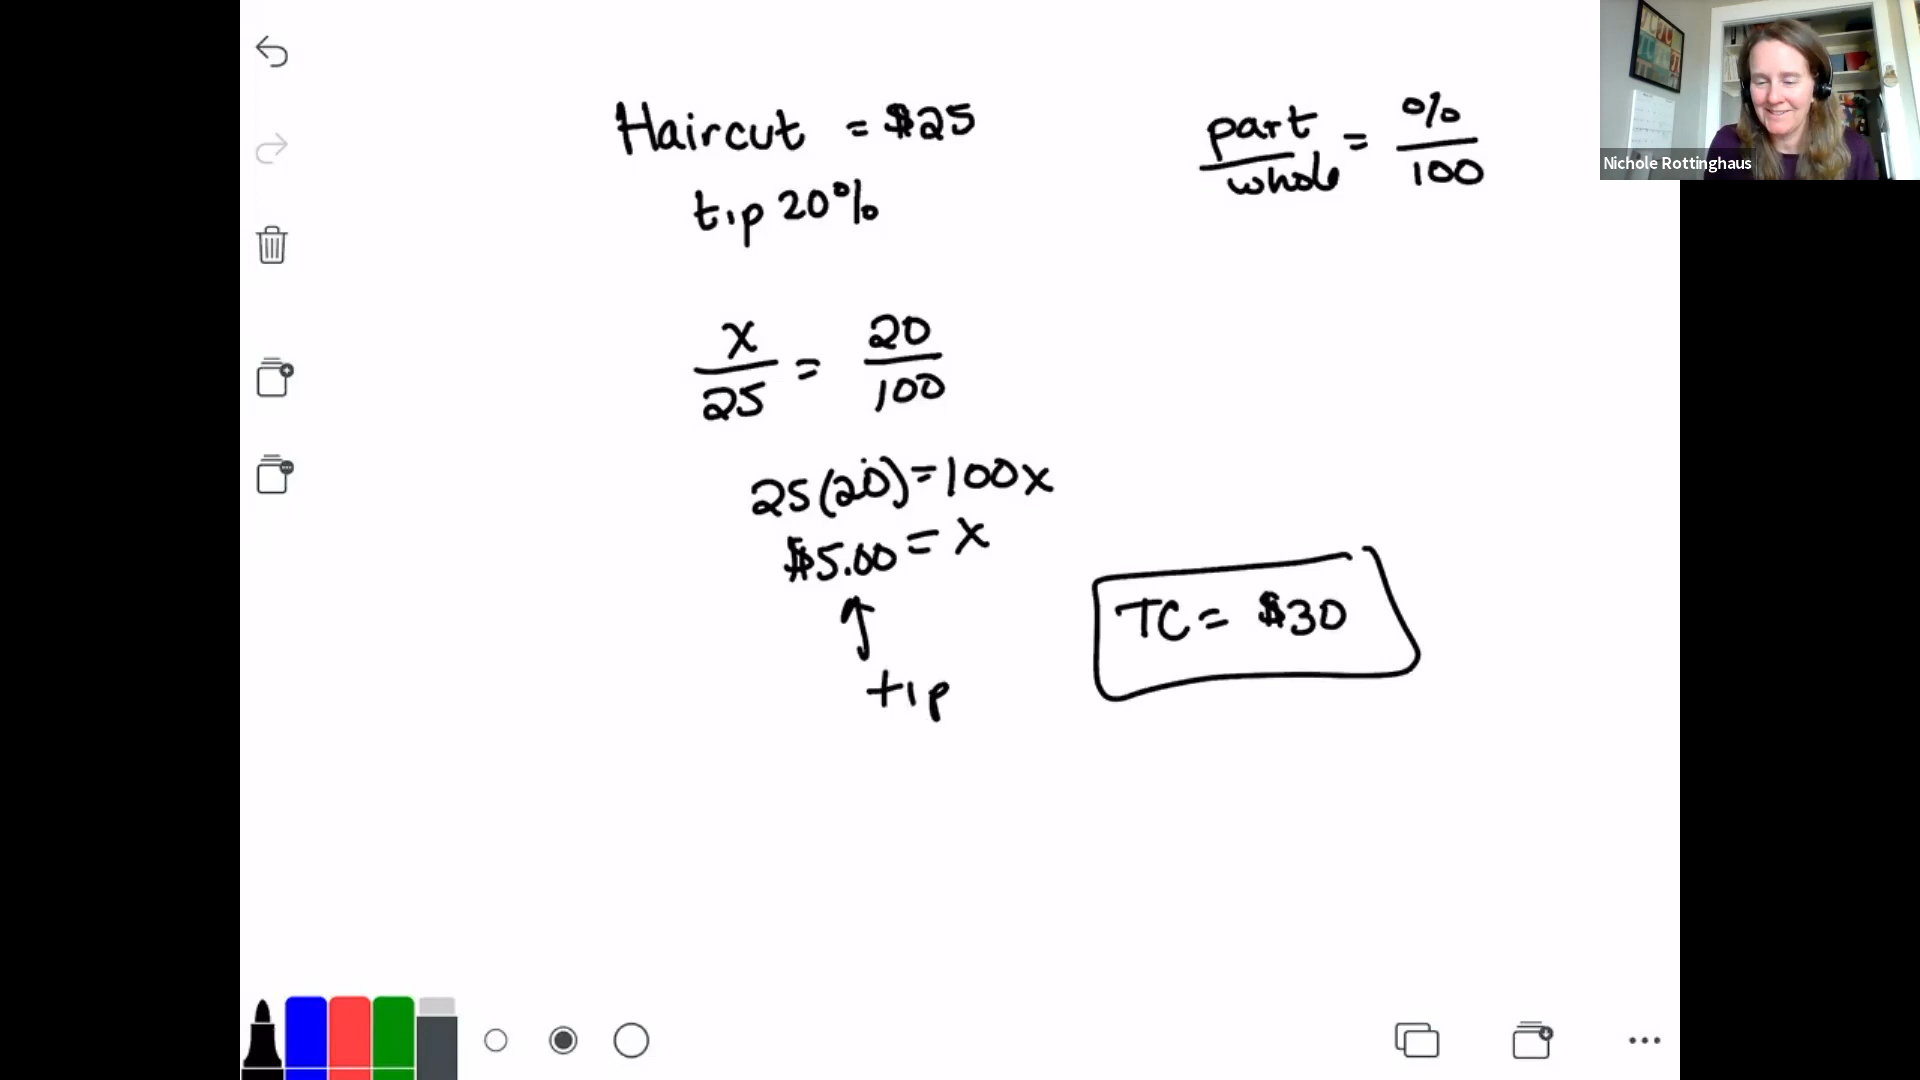 Haircut = $25
tip 20%
part/whole = %/100
Nichole Rottinghaus
x/25 = 20/100
25(20)=100x
$5.00 = x
↑
tip
TC = $30